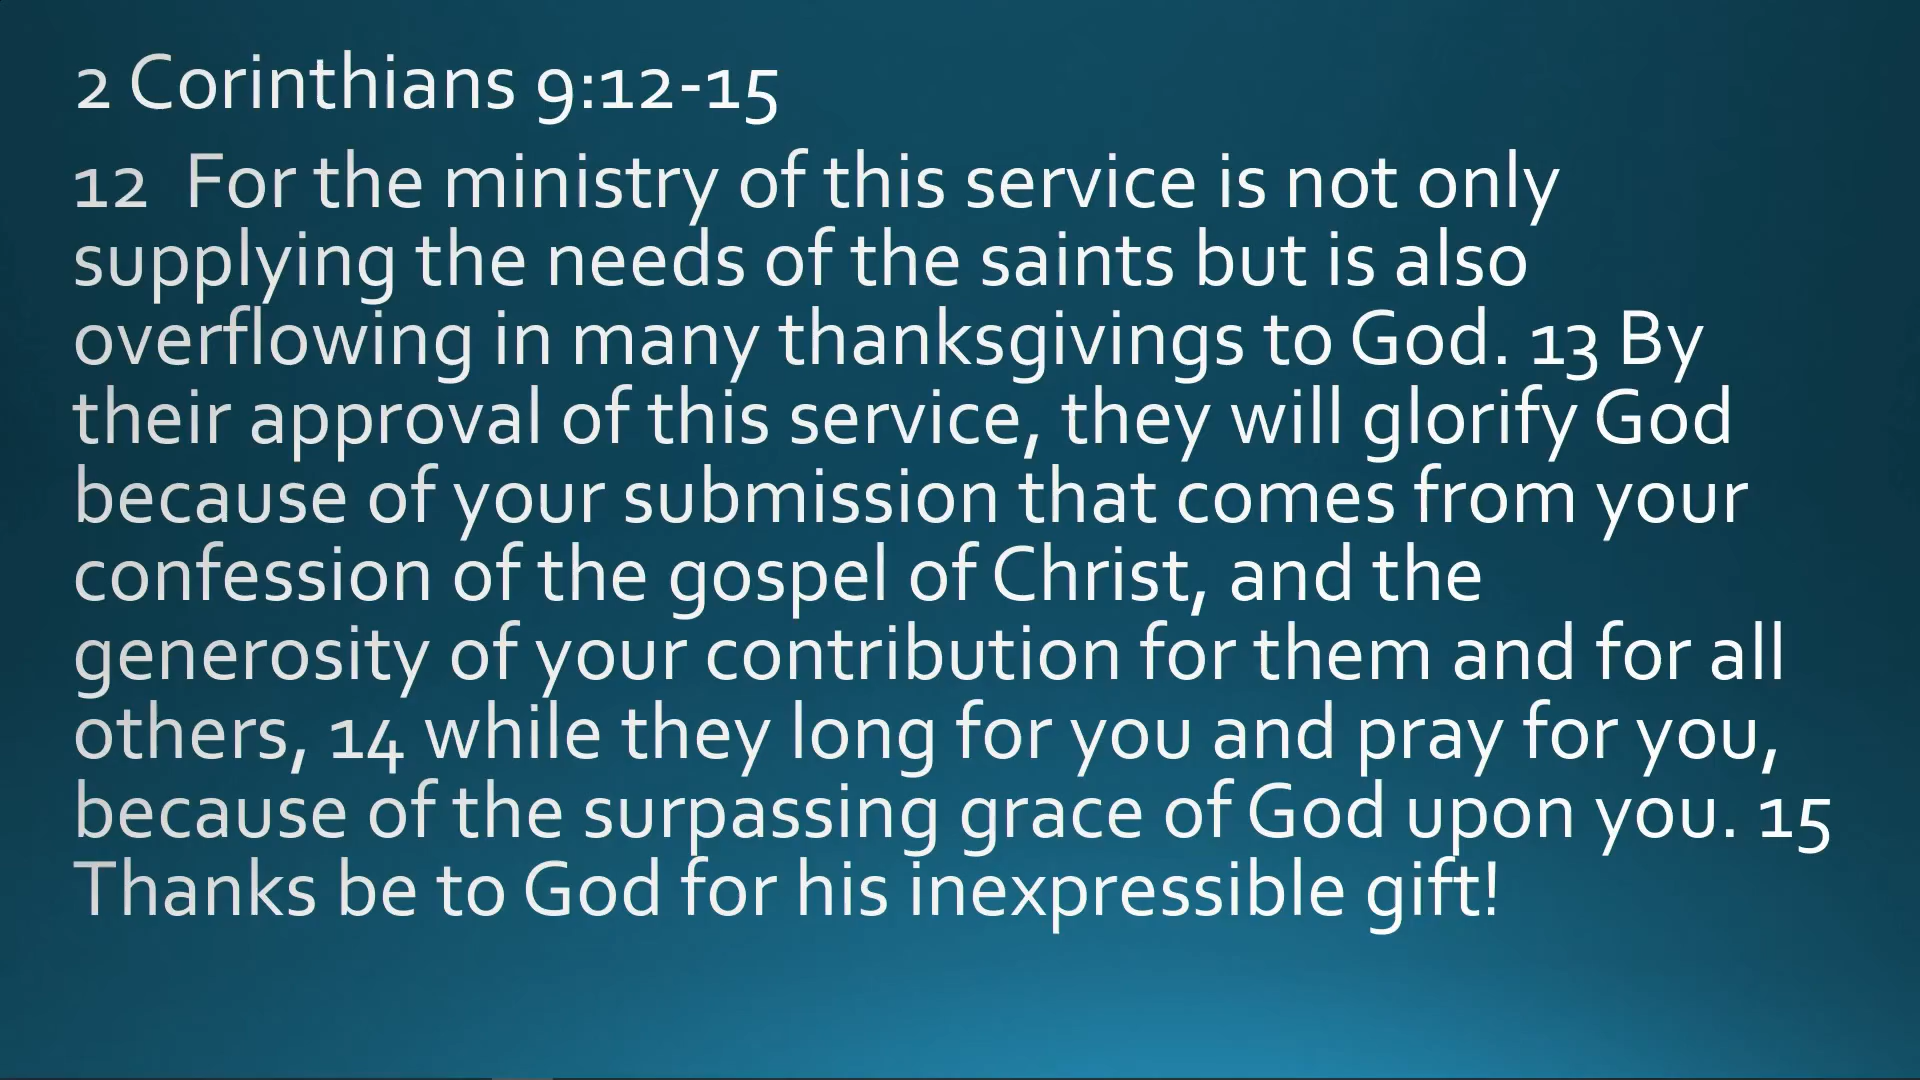 2 Corinthians 9:12-15
12  For the ministry of this service is not only
supplying the needs of the saints but is also
overflowing in many thanksgivings to God. 13 By
their approval of this service, they will glorify God
because of your submission that comes from your
confession of the gospel of Christ, and the
generosity of your contribution for them and for all
others, 14 while they long for you and pray for you,
because of the surpassing grace of God upon you. 15
Thanks be to God for his inexpressible gift!